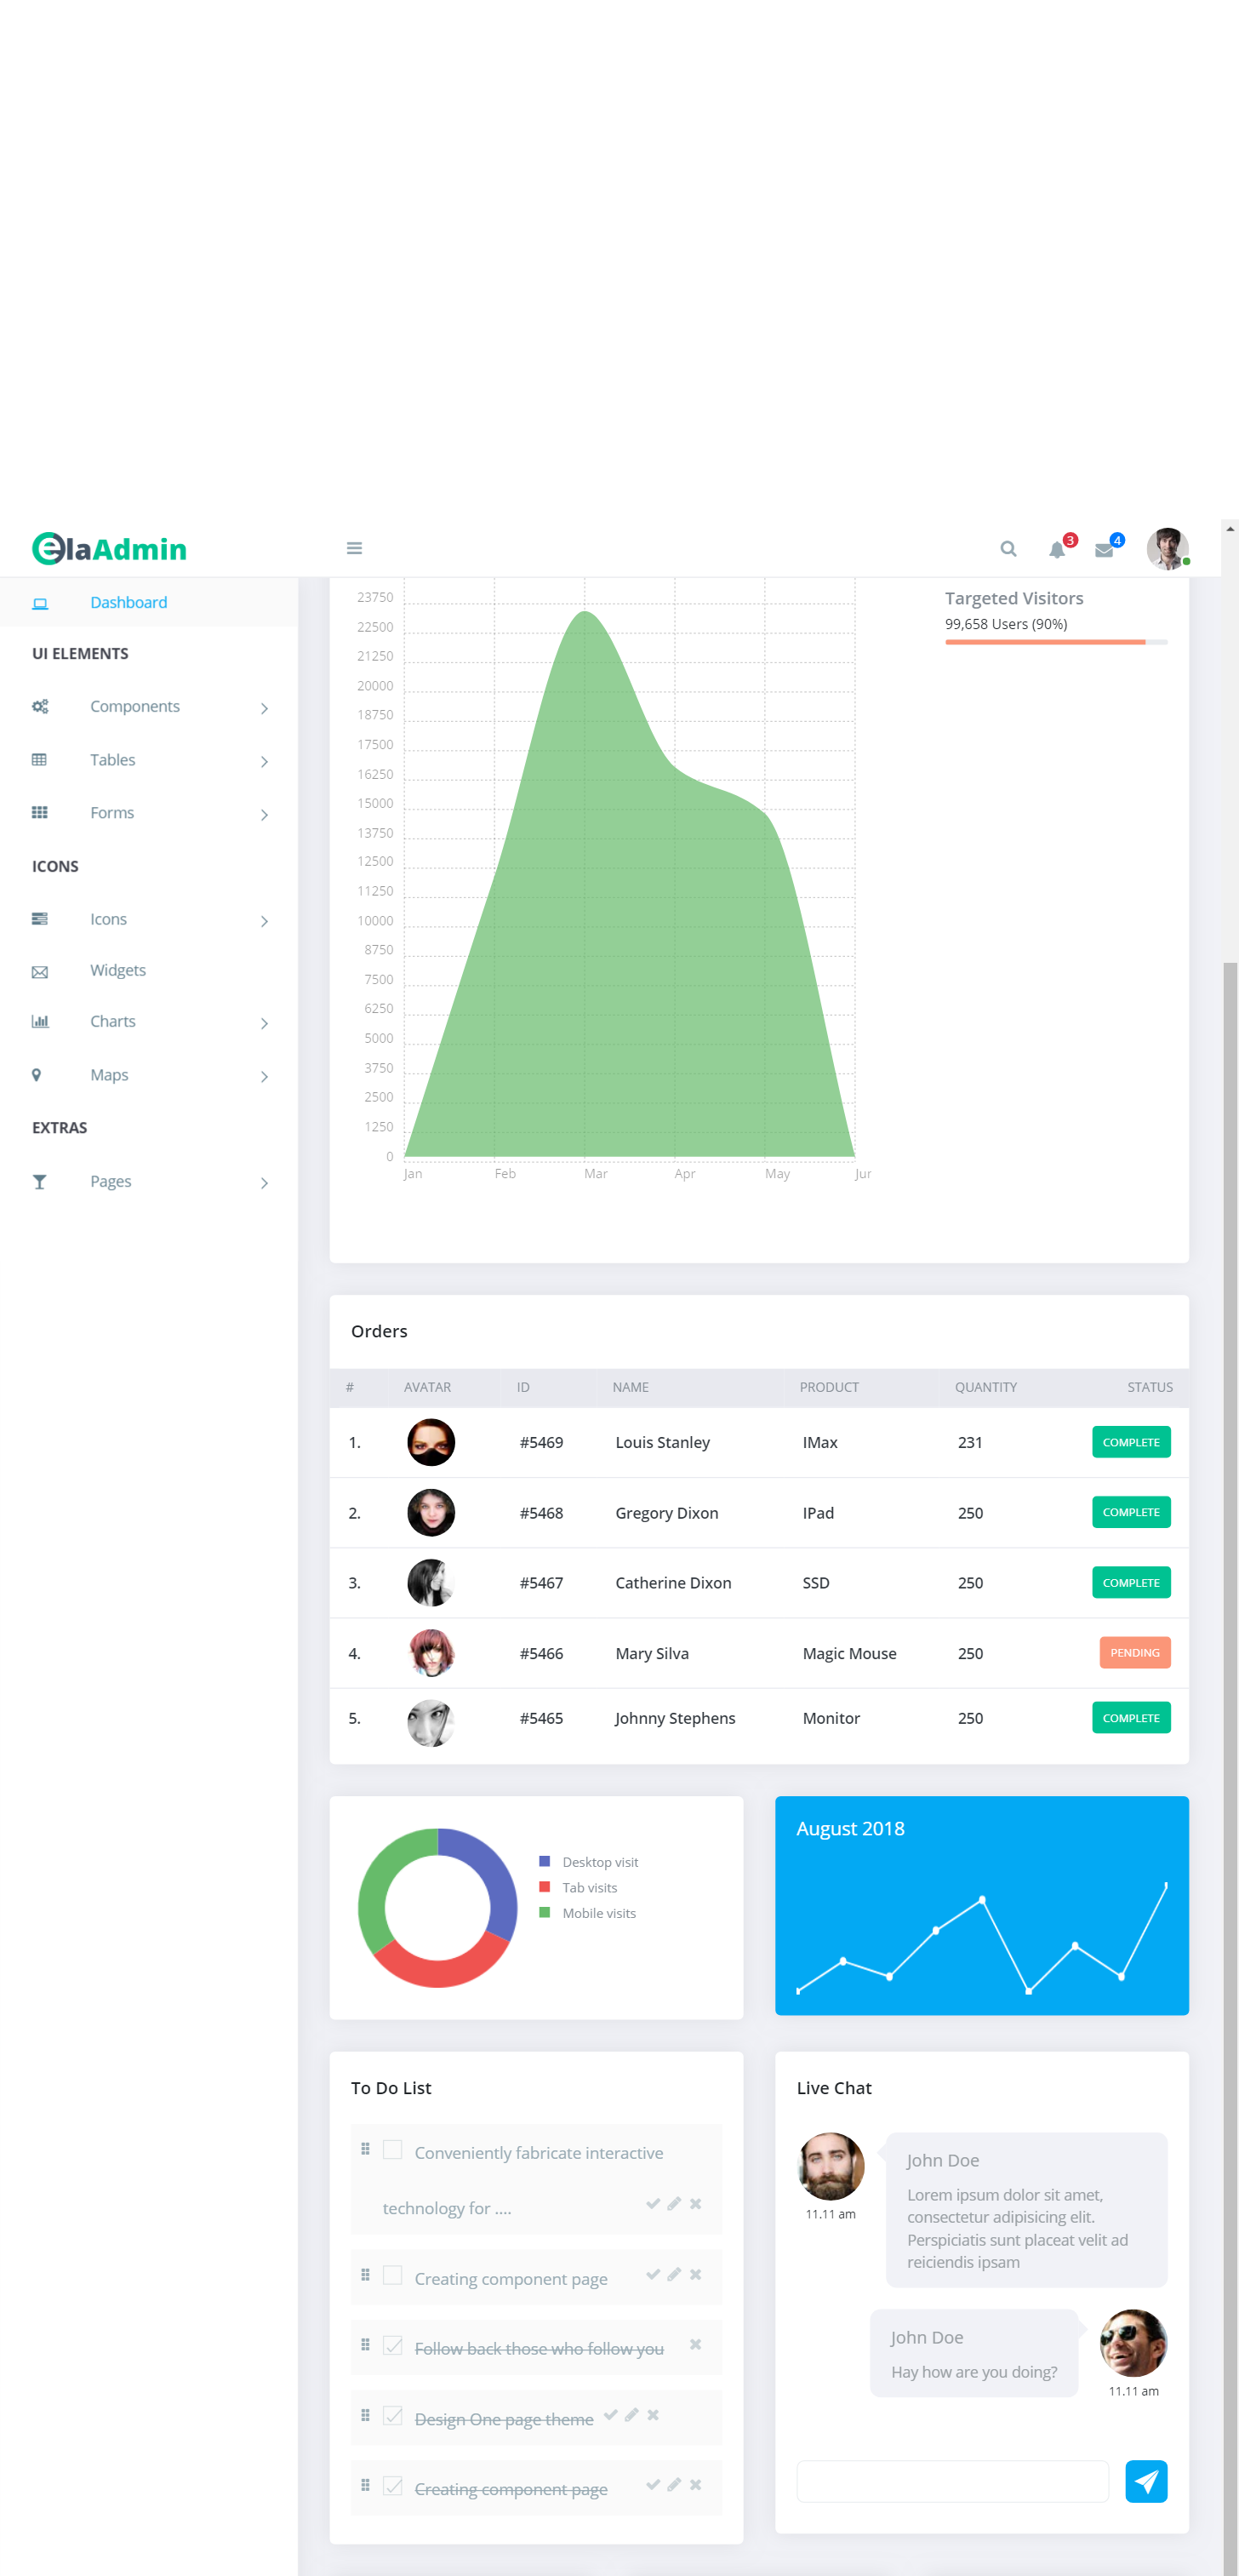 elaAdmin
3
4
Dashboard
UI ELEMENTS
Components
Tables
Forms
ICONS
Icons
Widgets
Charts
Maps
EXTRAS
Pages
23750
22500
21250
20000
18750
17500
16250
15000
13750
12500
11250
10000
8750
7500
6250
5000
3750
2500
1250
0
Jan Feb Mar Apr May Jur
Targeted Visitors
99,658 Users (90%)
Orders
# AVATAR ID NAME PRODUCT QUANTITY STATUS
1. #5469 Louis Stanley IMax 231 COMPLETE
2. #5468 Gregory Dixon IPad 250 COMPLETE
3. #5467 Catherine Dixon SSD 250 COMPLETE
4. #5466 Mary Silva Magic Mouse 250 PENDING
5. #5465 Johnny Stephens Monitor 250 COMPLETE
Desktop visit
Tab visits
Mobile visits
August 2018
To Do List
Conveniently fabricate interactive
technology for ....
Creating component page
Follow back those who follow you
Design One page theme
Creating component page
Live Chat
John Doe
Lorem ipsum dolor sit amet,
consectetur adipisicing elit.
Perspiciatis sunt placeat velit ad
reiciendis ipsam
11.11 am
John Doe
Hay how are you doing?
11.11 am